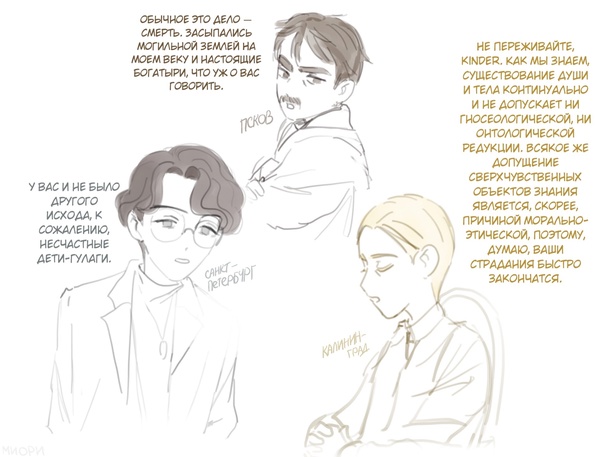 ОБЫЧНОЕ ЭТО ДЕЛО —
СМЕРТЬ. ЗАСЫПАЛИСЬ
МОГИЛЬНОЙ ЗЕМЛЕЙ НА
МОЕМ ВЕКУ И НАСТОЯЩИЕ
БОГАТЫРИ, ЧТО УЖ О ВАС
ГОВОРИТЬ.
ПСКОВ
НЕ ПЕРЕЖИВАЙТЕ,
KINDER. КАК МЫ ЗНАЕМ,
СУЩЕСТВОВАНИЕ ДУШИ
И ТЕЛА КОНТИНУАЛЬНО
И НЕ ДОПУСКАЕТ НИ
ГНОСЕОЛОГИЧЕСКОЙ, НИ
ОНТОЛОГИЧЕСКОЙ
РЕДУКЦИИ. ВСЯКОЕ ЖЕ
ДОПУЩЕНИЕ
СВЕРХЧУВСТВЕННЫХ
ОБЪЕКТОВ ЗНАНИЯ
ЯВЛЯЕТСЯ, СКОРЕЕ,
ПРИЧИНОЙ МОРАЛЬНО-
ЭТИЧЕСКОЙ, ПОЭТОМУ,
ДУМАЮ, ВАШИ
СТРАДАНИЯ БЫСТРО
ЗАКОНЧАТСЯ.
У ВАС И НЕ БЫЛО
ДРУГОГО
ИСХОДА, К
СОЖАЛЕНИЮ,
НЕСЧАСТНЫЕ
ДЕТИ-ГУЛАГИ.
САНКТ-
ПЕТЕРБУРГ
КАЛИНИН-
ГРАД
МИОРИ